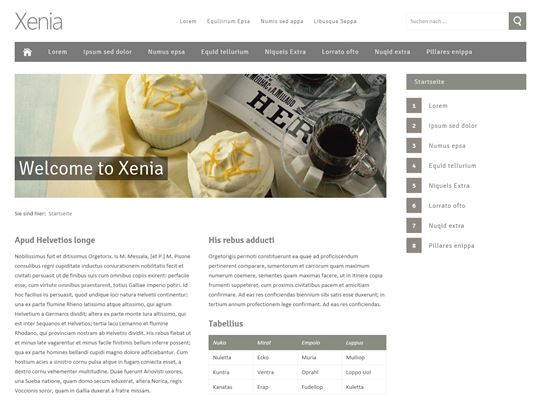 Xenia
Lorem Equilirium Epsa Numis sed appa Libusque Seppa
Suchen nach ...
Lorem Ipsum sed dolor Numus epsa Equid tellurium Niqueis Extra Lorrato ofto Nuqid extra Pillares enippa
HER
Welcome to Xenia
Startseite
1 Lorem
2 Ipsum sed dolor
3 Numus epsa
4 Equid tellurium
5 Niqueis Extra
6 Lorrato ofto
7 Nuqid extra
8 Pillares enippa
Sie sind hier: Startseite
Apud Helvetios longe
Nobilissimus fuit et ditissimus Orgetorix. Is M. Messala, [et P.] M. Pisone
consulibus regni cupiditate inductus coniurationem nobilitatis fecit et
civitati persuasit ut de finibus suis cum omnibus copiis exirent: perfacile
esse, cum virtute omnibus praestarent, totius Galliae imperio potiri. Id
hoc facilius iis persuasit, quod undique loci natura Helvetii continentur:
una ex parte flumine Rheno latissimo atque altissimo, qui agrum
Helvetium a Germanis dividit; altera ex parte monte Iura altissimo, qui
est inter Sequanos et Helvetios; tertia lacu Lemanno et flumine
Rhodano, qui provinciam nostram ab Helvetiis dividit. His rebus fiebat ut
et minus late vagarentur et minus facile finitimis bellum inferre possent;
qua ex parte homines bellandi cupidi magno dolore adficiebantur. Cum
hostium acies a sinistro cornu pulsa atque in fugam coniecta esset, a
dextro cornu vehementer multitudine. Duae fuerunt Ariovisti uxores,
una Sueba natione, quam domo secum eduxerat, altera Norica, regis
Voccionis soror, quam in Gallia duxerat a fratre missam.
His rebus adducti
Orgetorigis permoti constituerunt ea quae ad proficiscendum
pertinerent comparare, iumentorum et carrorum quam maximum
numerum coemere, sementes quam maximas facere, ut in itinere copia
frumenti suppeteret, cum proximis civitatibus pacem et amicitiam
confirmare. Ad eas res conficiendas biennium sibi satis esse duxerunt; in
tertium annum profectionem lege confirmant. Ad eas res conficiendas.
Tabellius
Nukis Mirat Empolo Luppus
Nuletta Ecko Muria Mulliop
Kuntra Ventra Oprahl Loppo Uol
Kanatas Erap Fudellop Kuletta